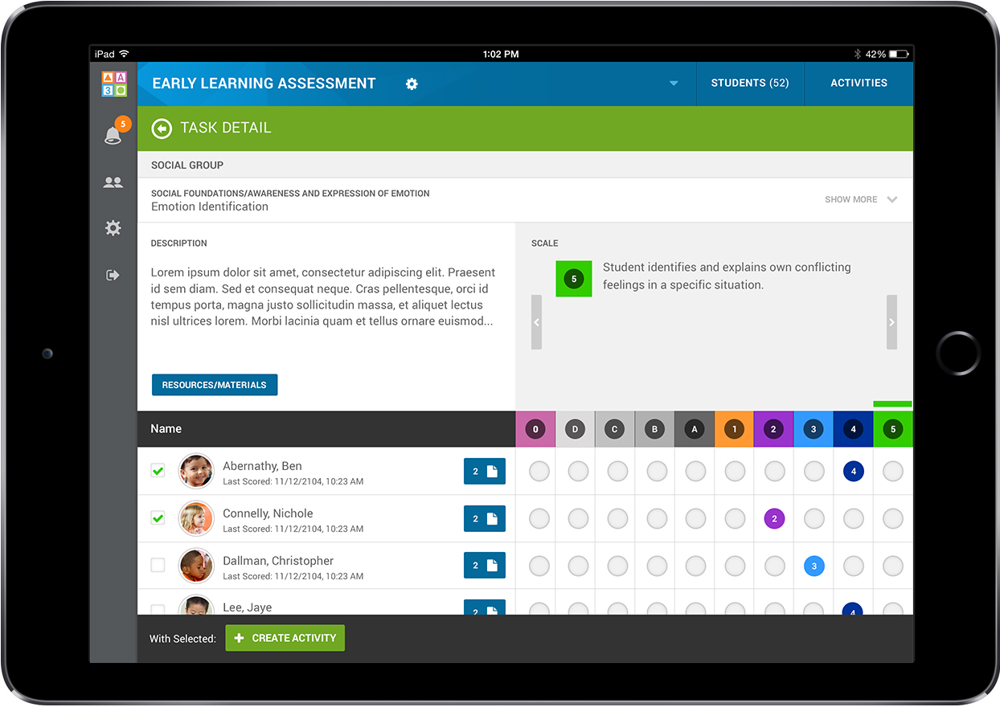 iPad 1:02 PM 42%
A
3
EARLY LEARNING ASSESSMENT STUDENTS (52) ACTIVITIES
5
TASK DETAIL
SOCIAL GROUP
SOCIAL FOUNDATIONS/AWARENESS AND EXPRESSION OF EMOTION
Emotion Identification
SHOW MORE
DESCRIPTION
Lorem ipsum dolor sit amet, consectetur adipiscing elit. Praesent
id sem diam. Sed et consequat neque. Cras pellentesque, orci id
tempus porta, magna justo sollicitudin massa, et aliquet lectus
nisl ultrices lorem. Morbi lacinia quam et tellus ornare euismod...
RESOURCES/MATERIALS
SCALE
5
Student identifies and explains own conflicting
feelings in a specific situation.
Name 0 D C B A 1 2 3 4 5
Abernathy, Ben
Last Scored: 11/12/2104, 10:23 AM
2
4
Connelly, Nichole
Last Scored: 11/12/2104, 10:23 AM
2
2
Dallman, Christopher
Last Scored: 11/12/2104, 10:23 AM
2
3
Lee, Jaye
2
4
With Selected: + CREATE ACTIVITY